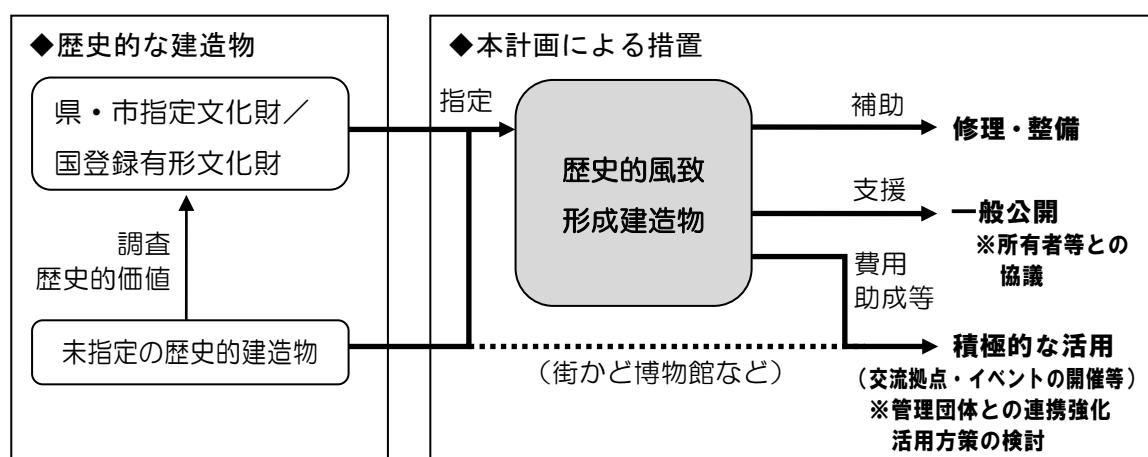 ◆歴史的な建造物
県・市指定文化財／
国登録有形文化財
調査
歴史的価値
未指定の歴史的建造物
◆本計画による措置
指定
歴史的風致
形成建造物
補助
修理・整備
支援
一般公開
※所有者等との
協議
費用
助成等
積極的な活用
（街かど博物館など）
（交流拠点・イベントの開催等）
※管理団体との連携強化
活用方策の検討